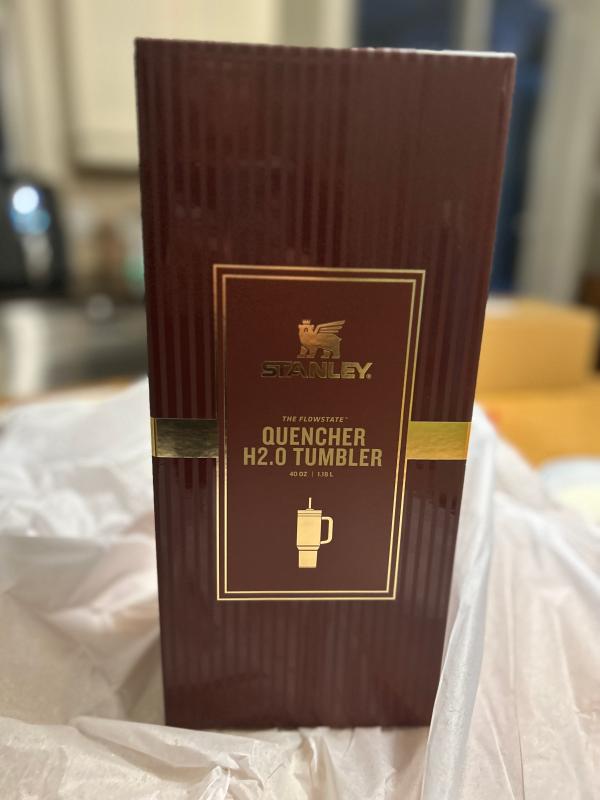 STANLEY®
THE FLOWSTATE™
QUENCHER
H2.0 TUMBLER
40 OZ | 1.18 L